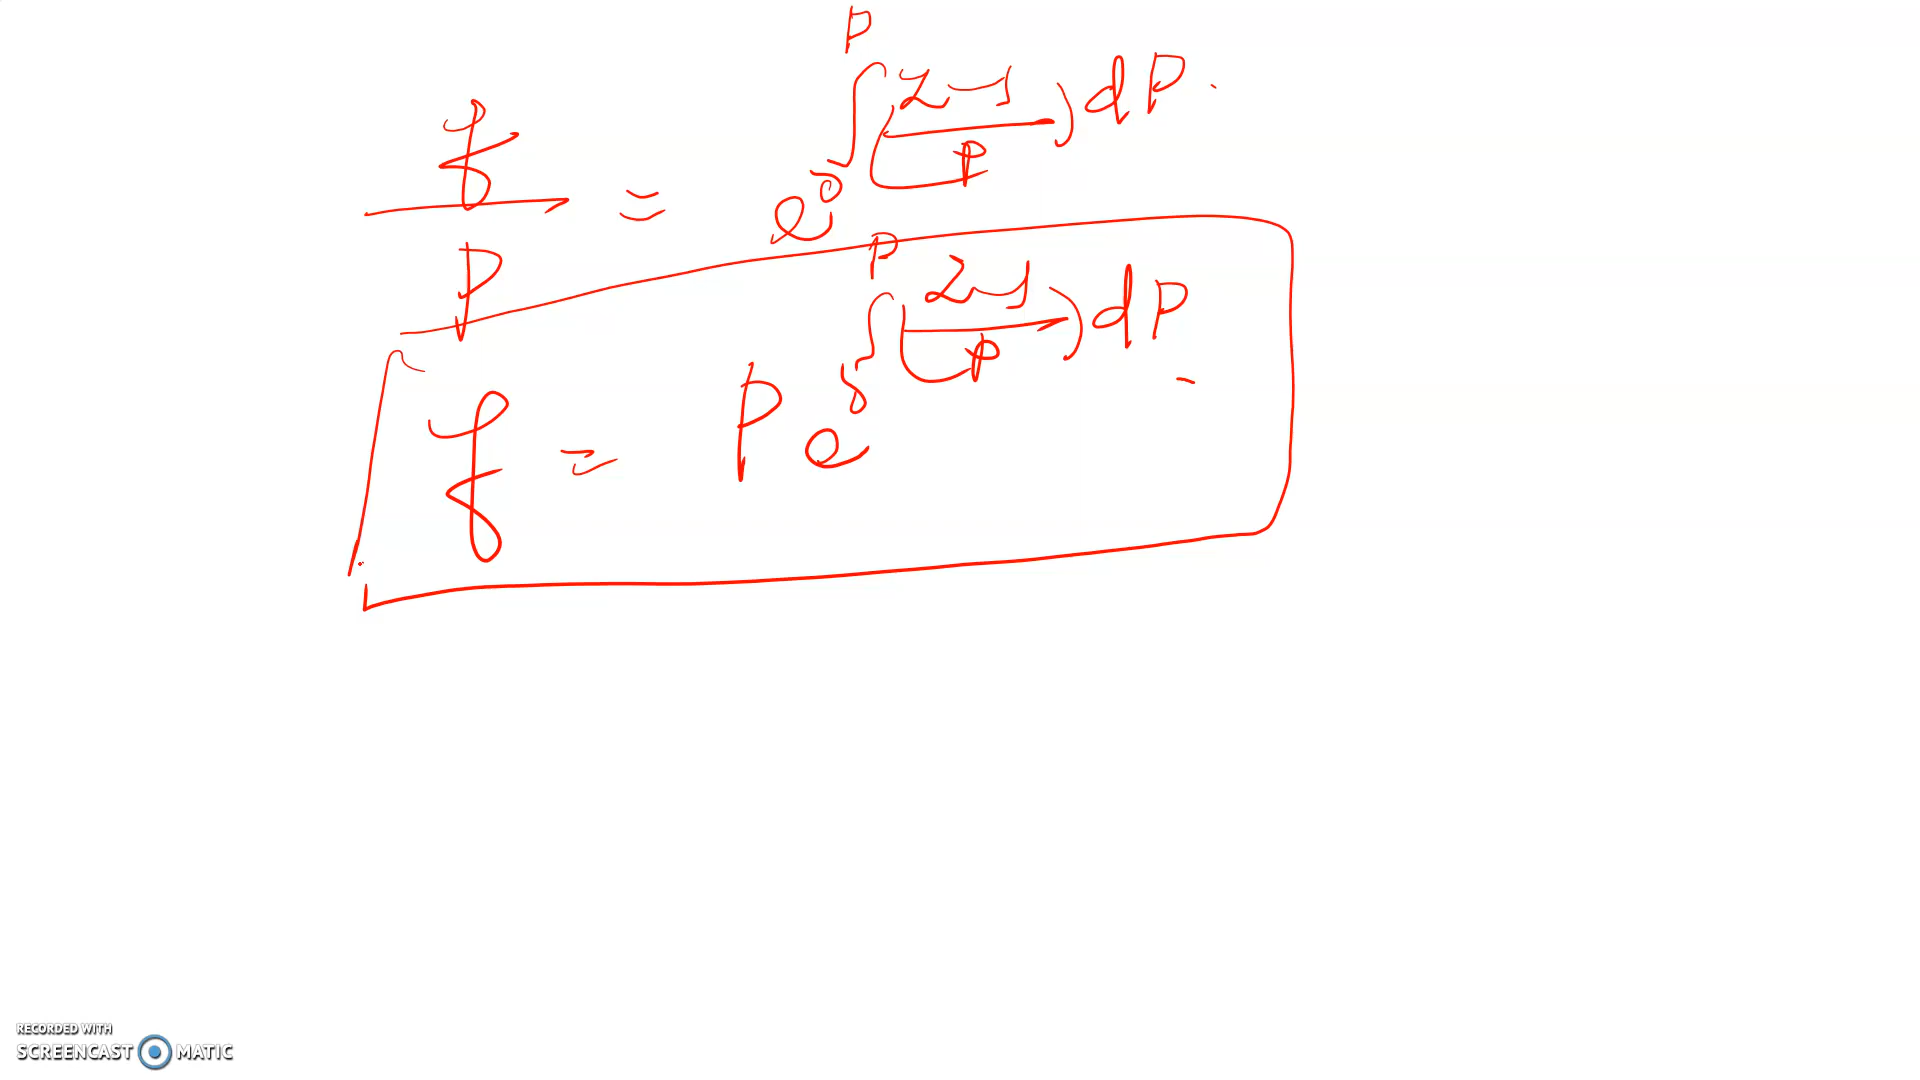 f/P = e^{∫_0^P (Z-1/P) dP}.
f = P e^{∫_0^P (Z-1/P) dP}
RECORDED WITH
SCREENCAST MATIC